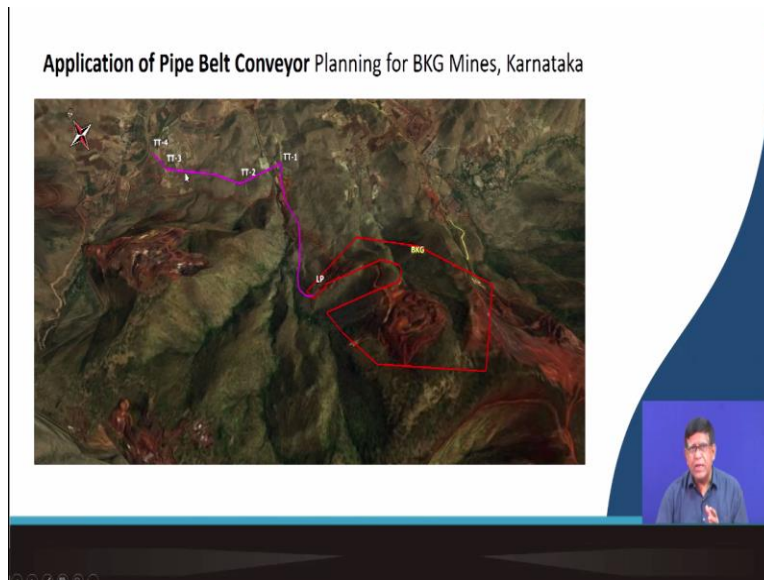 Application of Pipe Belt Conveyor Planning for BKG Mines, Karnataka
TT-4
TT-3
TT-2
TT-1
LP
BKG